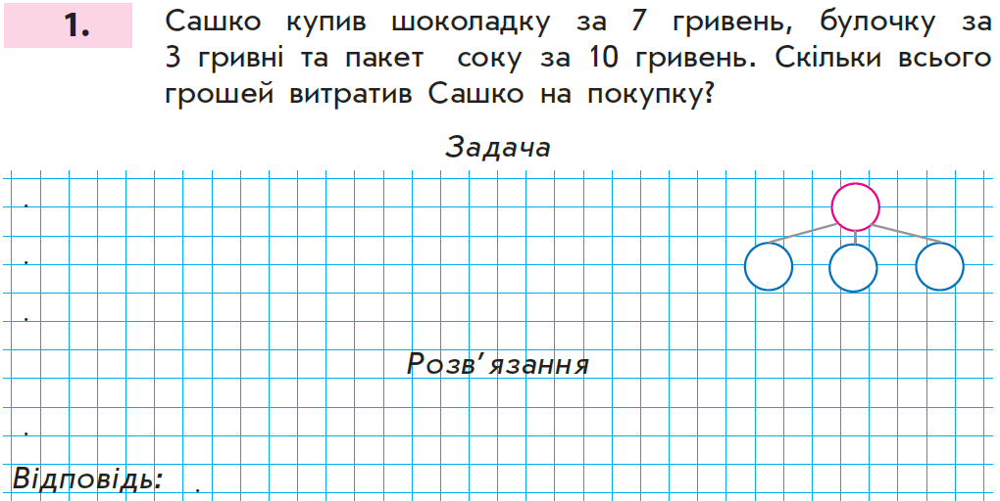 1. Сашко купив шоколадку за 7 гривень, булочку за
3 гривні та пакет соку за 10 гривень. Скільки всього
грошей витратив Сашко на покупку?
Задача
.
.
.
Розв’язання
.
Відповідь: .